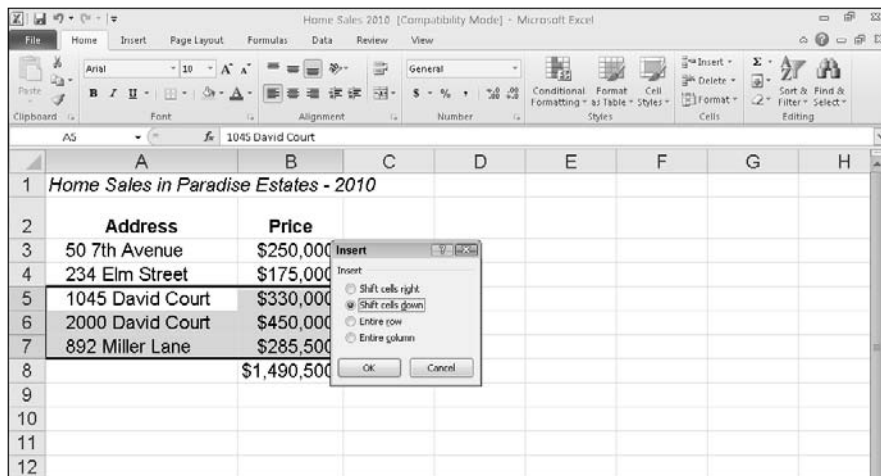 Home Sales 2010 [Compatibility Mode] - Microsoft Excel
File Home Insert Page Layout Formulas Data Review View
Arial 10 General
Paste B I U $ % , Conditional Formatting Format as Table Cell Styles Insert Delete Format Σ Sort & Filter Find & Select
Clipboard Font Alignment Number Styles Cells Editing
A5 fx 1045 David Court
A B C D E F G H
1 Home Sales in Paradise Estates - 2010
2 Address Price
3 50 7th Avenue $250,000
4 234 Elm Street $175,000
5 1045 David Court $330,000
6 2000 David Court $450,000
7 892 Miller Lane $285,500
8 $1,490,500
9
10
11
12
Insert
Insert
Shift cells right
Shift cells down
Entire row
Entire column
OK Cancel